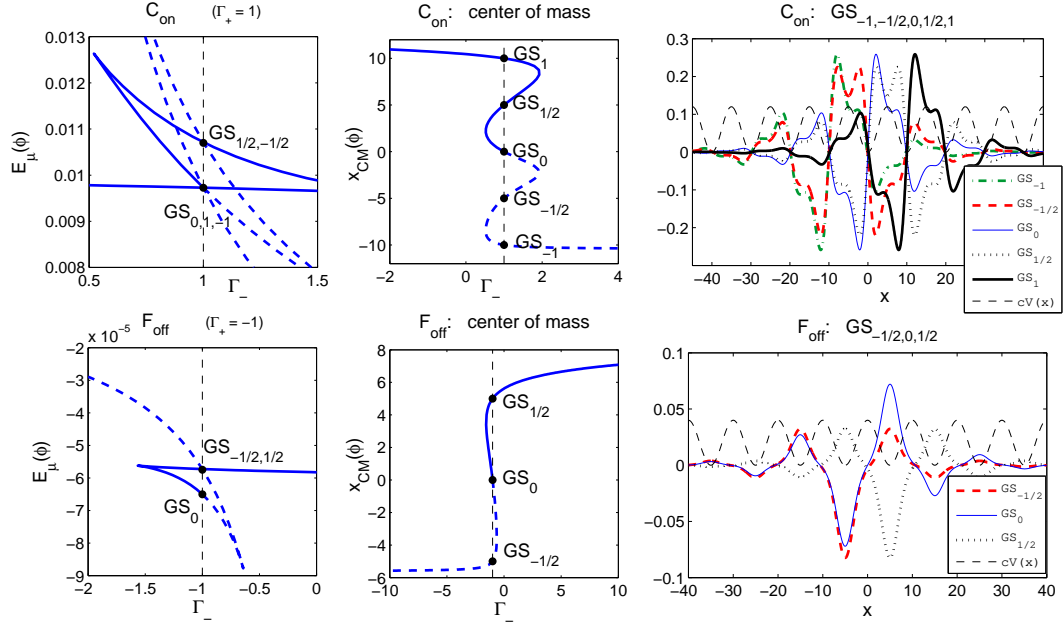 C_on (Γ₊ = 1)
E_μ(ϕ)
0.013
0.012
0.011
0.01
0.009
0.008
0.5
1
1.5
Γ₋
GS_1/2,−1/2
GS_0,1,−1
C_on: center of mass
x_CM(ϕ)
10
5
0
−5
−10
−2
0
2
4
Γ₋
GS_1
GS_1/2
GS_0
GS_−1/2
GS_−1
C_on: GS_−1,−1/2,0,1/2,1
0.3
0.2
0.1
0
−0.1
−0.2
−40
−30
−20
−10
0
10
20
30
x
GS_−1
GS_−1/2
GS_0
GS_1/2
GS_1
cV(x)
F_off (Γ₊ = −1)
x 10⁻⁵
E_μ(ϕ)
−2
−3
−4
−5
−6
−7
−8
−9
−2
−1.5
−1
−0.5
0
Γ₋
GS_−1/2,1/2
GS_0
F_off: center of mass
x_CM(ϕ)
8
6
4
2
0
−2
−4
−6
−10
−5
0
5
10
Γ₋
GS_1/2
GS_0
GS_−1/2
F_off: GS_−1/2,0,1/2
0.1
0.05
0
−0.05
−0.1
−40
−30
−20
−10
0
10
20
30
40
x
GS_−1/2
GS_0
GS_1/2
cV(x)